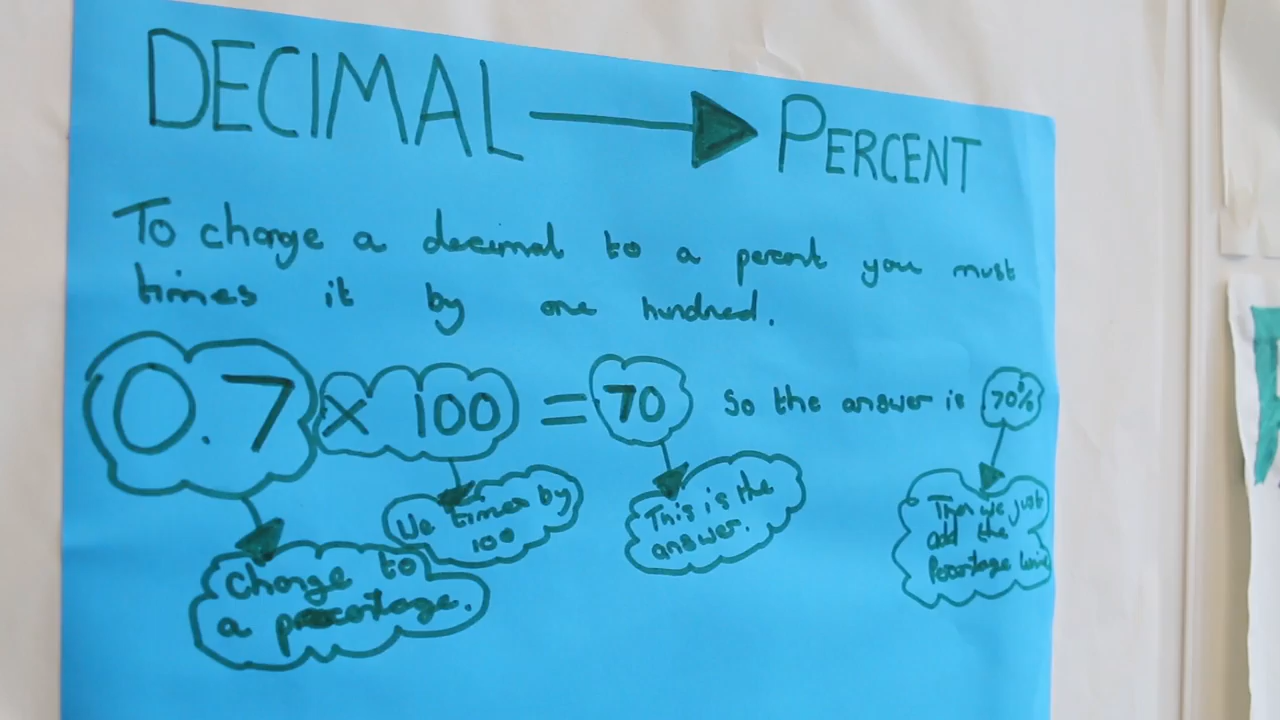 DECIMAL → PERCENT
To change a decimal to a percent you must
times it by one hundred.
0.7 x 100 = 70 So the answer is 70%
We times by
100
This is the
answer.
Then we just
add the
Percentage
Change to
a percentage.